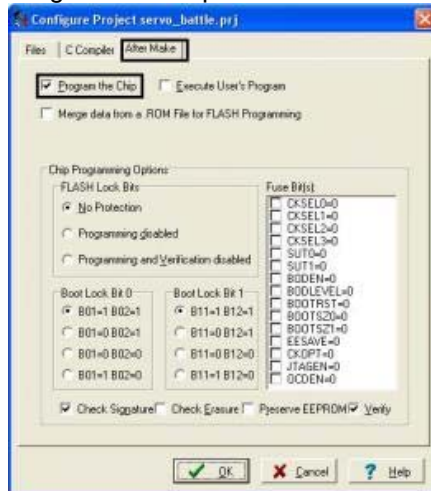 Configure Project servo_battle.prj
Files C Compiler After Make
Program the Chip Execute User's Program
Merge data from a .ROM File for FLASH Programming
Chip Programming Options
FLASH Lock Bits
No Protection
Programming disabled
Programming and Verification disabled
Boot Lock Bit 0
B01=1 B02=1
B01=0 B02=1
B01=0 B02=0
B01=1 B02=0
Boot Lock Bit 1
B11=1 B12=1
B11=0 B12=1
B11=0 B12=0
B11=1 B12=0
Fuse Bit(s):
CKSEL0=0
CKSEL1=0
CKSEL2=0
CKSEL3=0
SUT0=0
SUT1=0
BODEN=0
BODLEVEL=0
BOOTRST=0
BOOTSZ0=0
BOOTSZ1=0
EESAVE=0
CKOPT=0
JTAGEN=0
OCDEN=0
Check Signature Check Erasure Preserve EEPROM Verify
OK Cancel Help